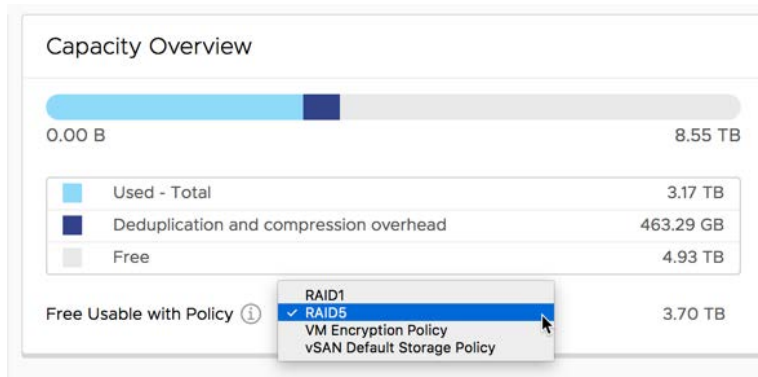 Capacity Overview
0.00 B 8.55 TB
Used - Total 3.17 TB
Deduplication and compression overhead 463.29 GB
Free 4.93 TB
RAID1
Free Usable with Policy RAID5 3.70 TB
VM Encryption Policy
vSAN Default Storage Policy